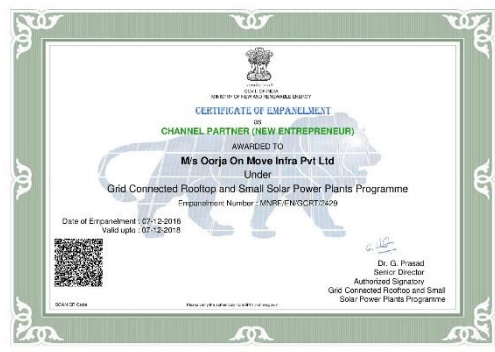 GOVT. OF INDIA
MINISTRY OF NEW AND RENEWABLE ENERGY
CERTIFICATE OF EMPANELMENT
as
CHANNEL PARTNER (NEW ENTREPRENEUR)
AWARDED TO
M/s Oorja On Move Infra Pvt Ltd
Under
Grid Connected Rooftop and Small Solar Power Plants Programme
Empanelment Number : MNRE/EN/GCRT/2429
Date of Empanelment : 07-12-2016
Valid upto : 07-12-2018
Dr. G. Prasad
Senior Director
Authorized Signatory
Grid Connected Rooftop and Small
Solar Power Plants Programme